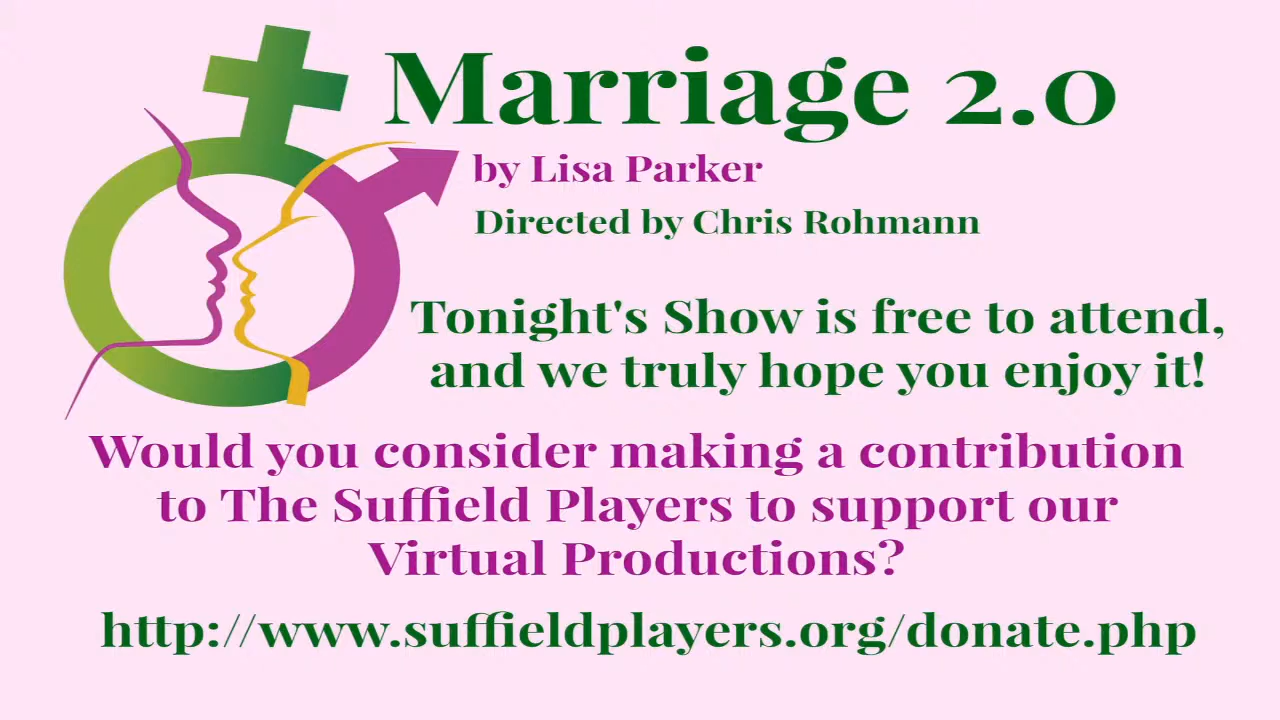 Marriage 2.0
by Lisa Parker
Directed by Chris Rohmann
Tonight's Show is free to attend,
and we truly hope you enjoy it!
Would you consider making a contribution
to The Suffield Players to support our
Virtual Productions?
http://www.suffieldplayers.org/donate.php